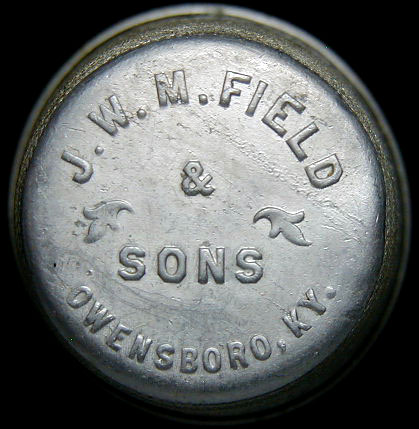 J. W. M. FIELD
&
SONS
OWENSBORO, KY.